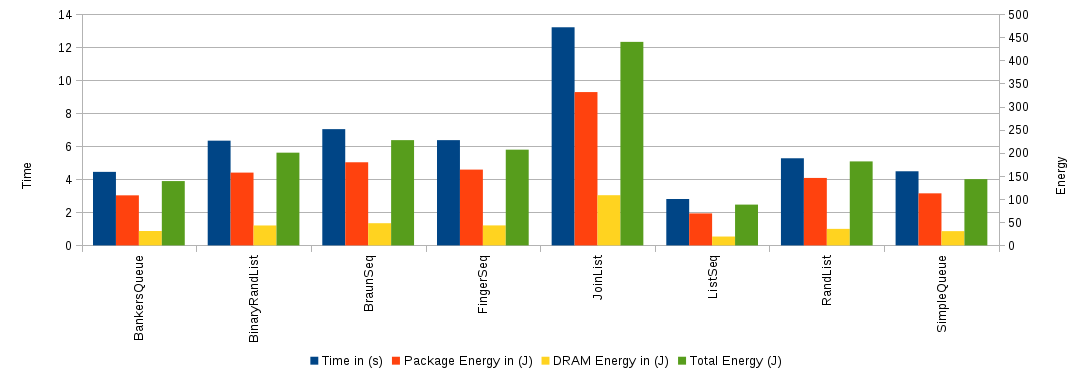 14
12
10
8
6
4
2
0
Time
500
450
400
350
300
250
200
150
100
50
0
Energy
BankersQueue
BinaryRandList
BraunSeq
FingerSeq
JoinList
ListSeq
RandList
SimpleQueue
Time in (s) Package Energy in (J) DRAM Energy in (J) Total Energy (J)